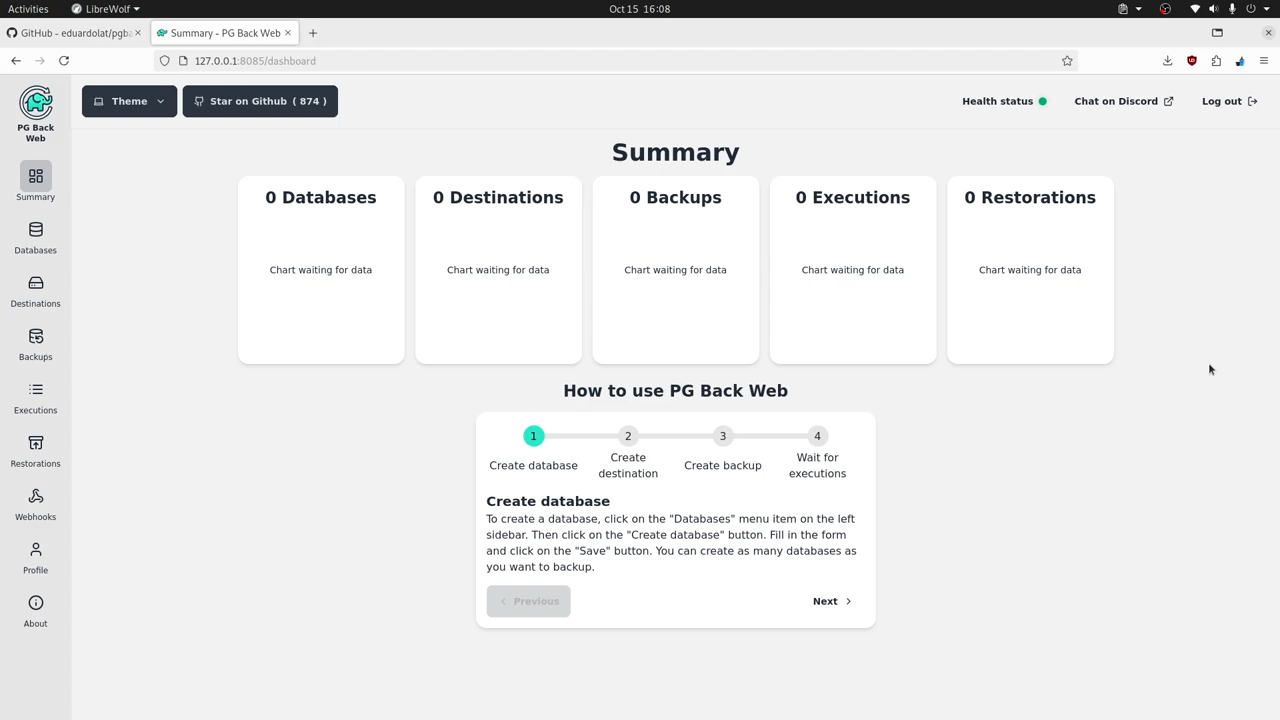 Activities
LibreWolf
Oct 15 16:08
GitHub - eduardolat/pgba
Summary - PG Back Web
127.0.0.1:8085/dashboard
PG Back
Web
Theme
Star on Github ( 874 )
Health status
Chat on Discord
Log out
Summary
Databases
Destinations
Backups
Executions
Restorations
Webhooks
Profile
About
Summary
0 Databases
Chart waiting for data
0 Destinations
Chart waiting for data
0 Backups
Chart waiting for data
0 Executions
Chart waiting for data
0 Restorations
Chart waiting for data
How to use PG Back Web
1
Create database
2
Create
destination
3
Create backup
4
Wait for
executions
Create database
To create a database, click on the "Databases" menu item on the left
sidebar. Then click on the "Create database" button. Fill in the form
and click on the "Save" button. You can create as many databases as
you want to backup.
Previous
Next